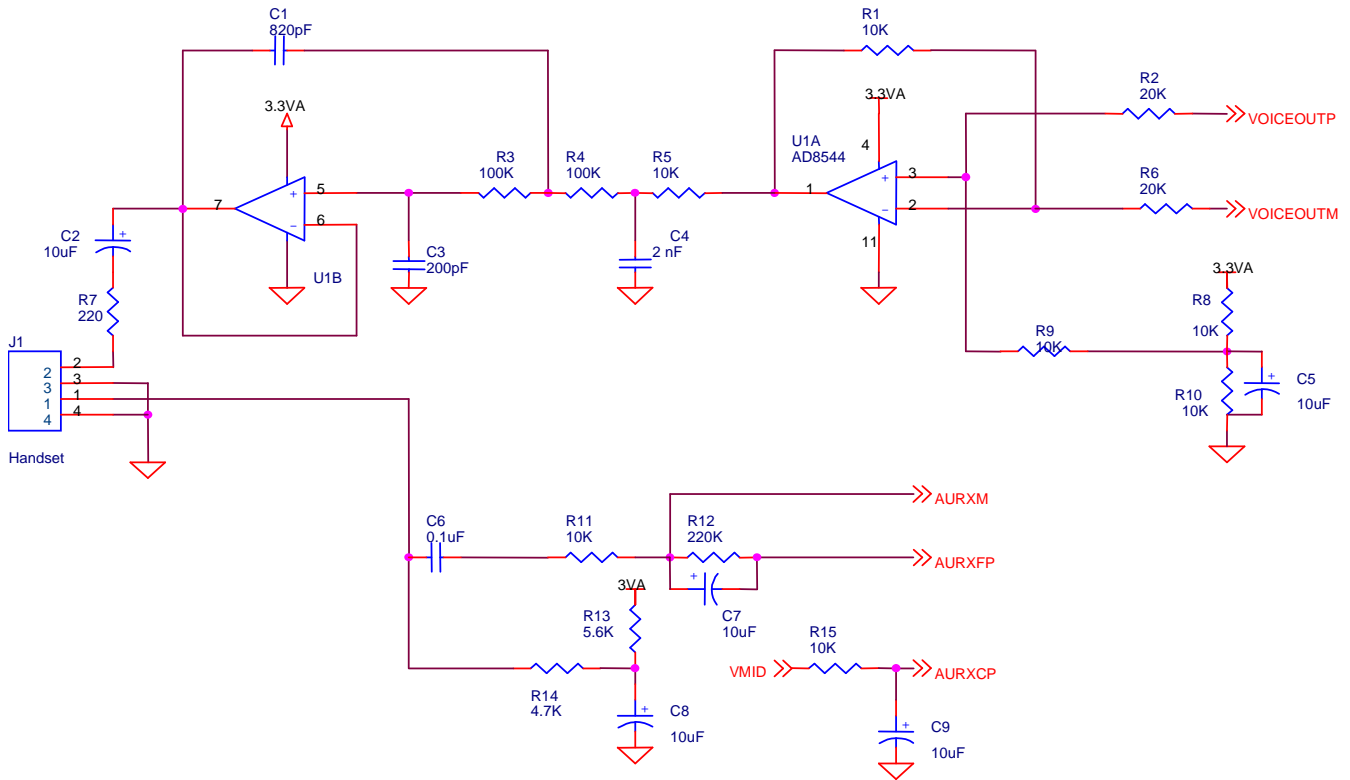 C1
820pF
R1
10K
R2
20K
3.3VA
3.3VA
VOICEOUTP
U1A
AD8544
4
R3
100K
R4
100K
R5
10K
R6
20K
+
5
1
+
3
7
−
6
−
2
VOICEOUTM
C2
10uF
+
C3
200pF
C4
2 nF
11
U1B
3.3VA
R7
220
R8
10K
J1
R9
10K
2
2
3
3
1
1
4
4
R10
10K
+
C5
10uF
Handset
AURXM
C6
0.1uF
R11
10K
R12
220K
AURXFP
+
C7
10uF
3VA
R13
5.6K
R15
10K
VMID
AURXCP
R14
4.7K
+
C8
10uF
+
C9
10uF